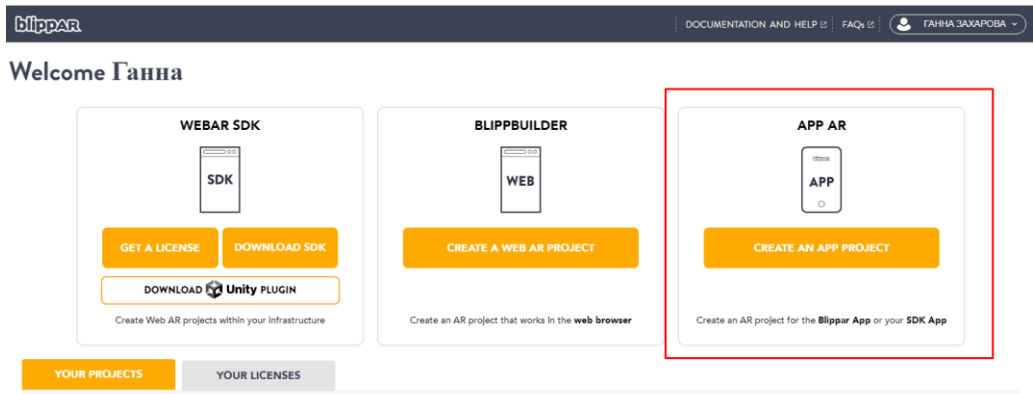 blippar
DOCUMENTATION AND HELP
FAQs
ГАННА ЗАХАРОВА
Welcome Ганна
WEBAR SDK
SDK
GET A LICENSE
DOWNLOAD SDK
DOWNLOAD Unity PLUGIN
Create Web AR projects within your infrastructure
BLIPPBUILDER
WEB
CREATE A WEB AR PROJECT
Create an AR project that works in the web browser
APP AR
blippar
APP
CREATE AN APP PROJECT
Create an AR project for the Blippar App or your SDK App
YOUR PROJECTS
YOUR LICENSES